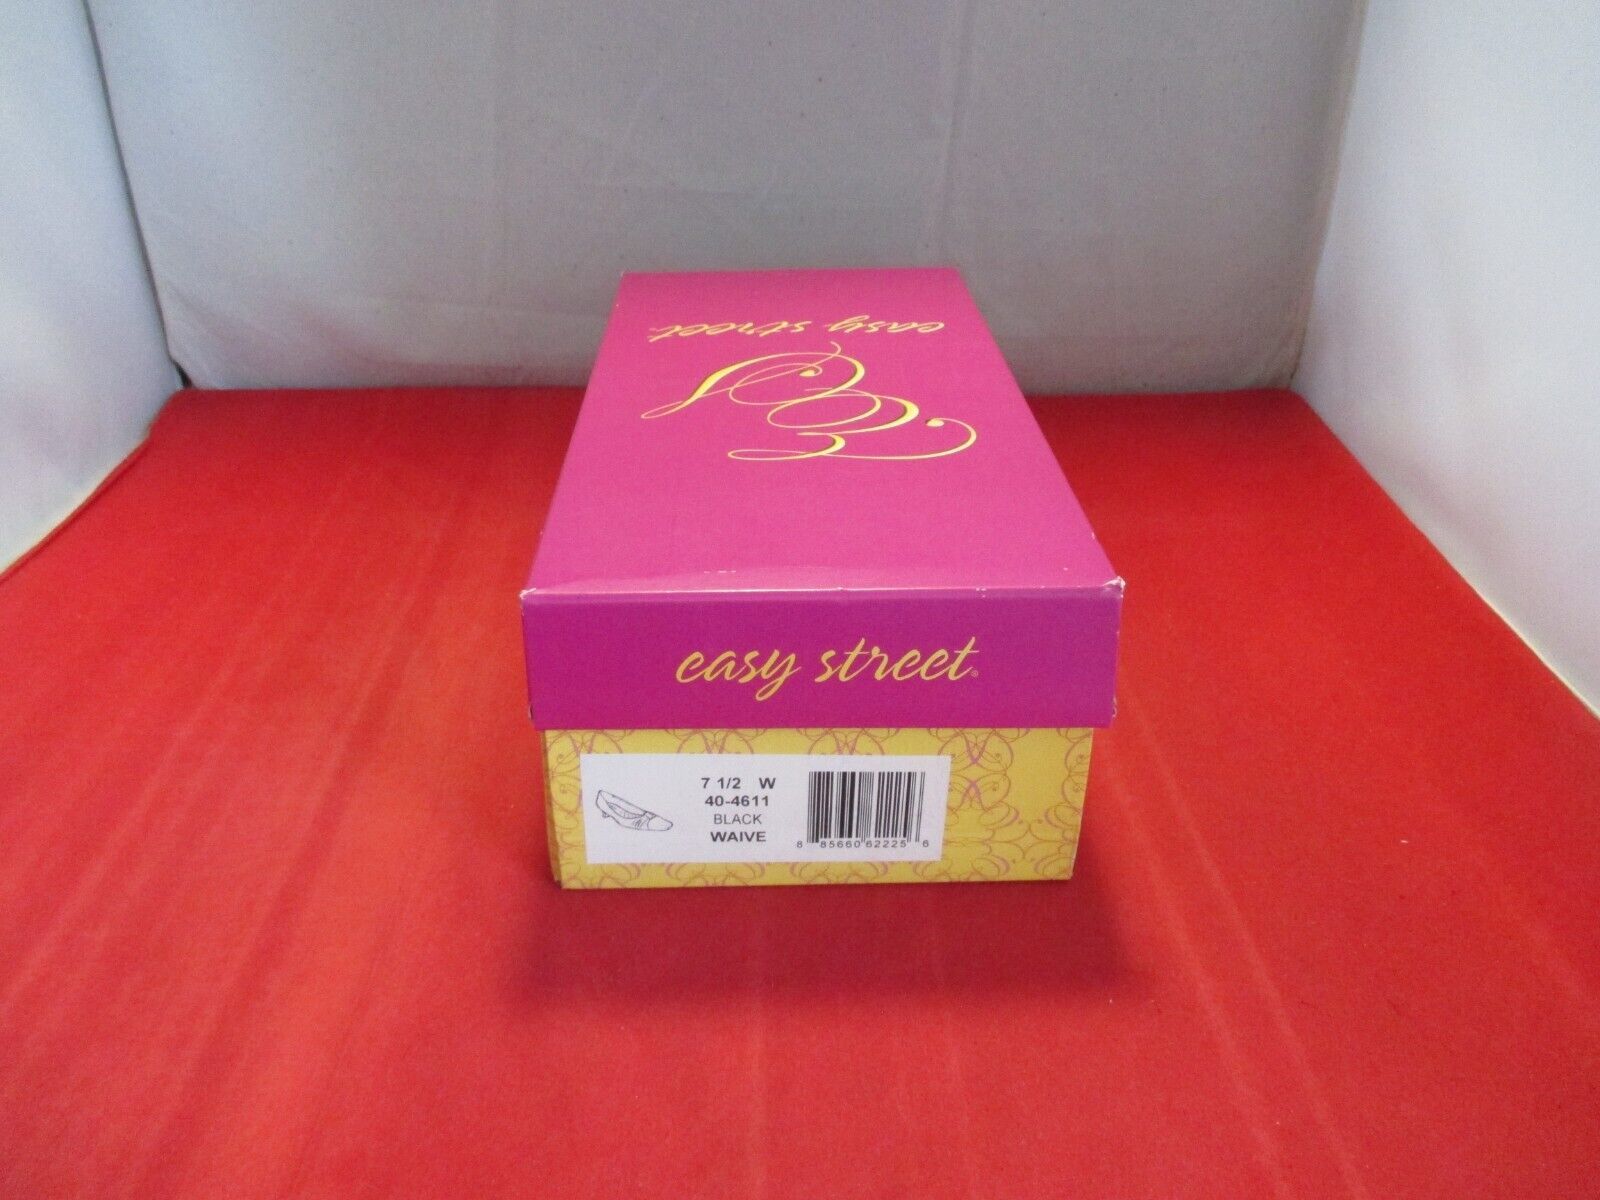 easy street
easy street®
7 1/2 W
40-4611
BLACK
WAIVE
8 85660 62225 6